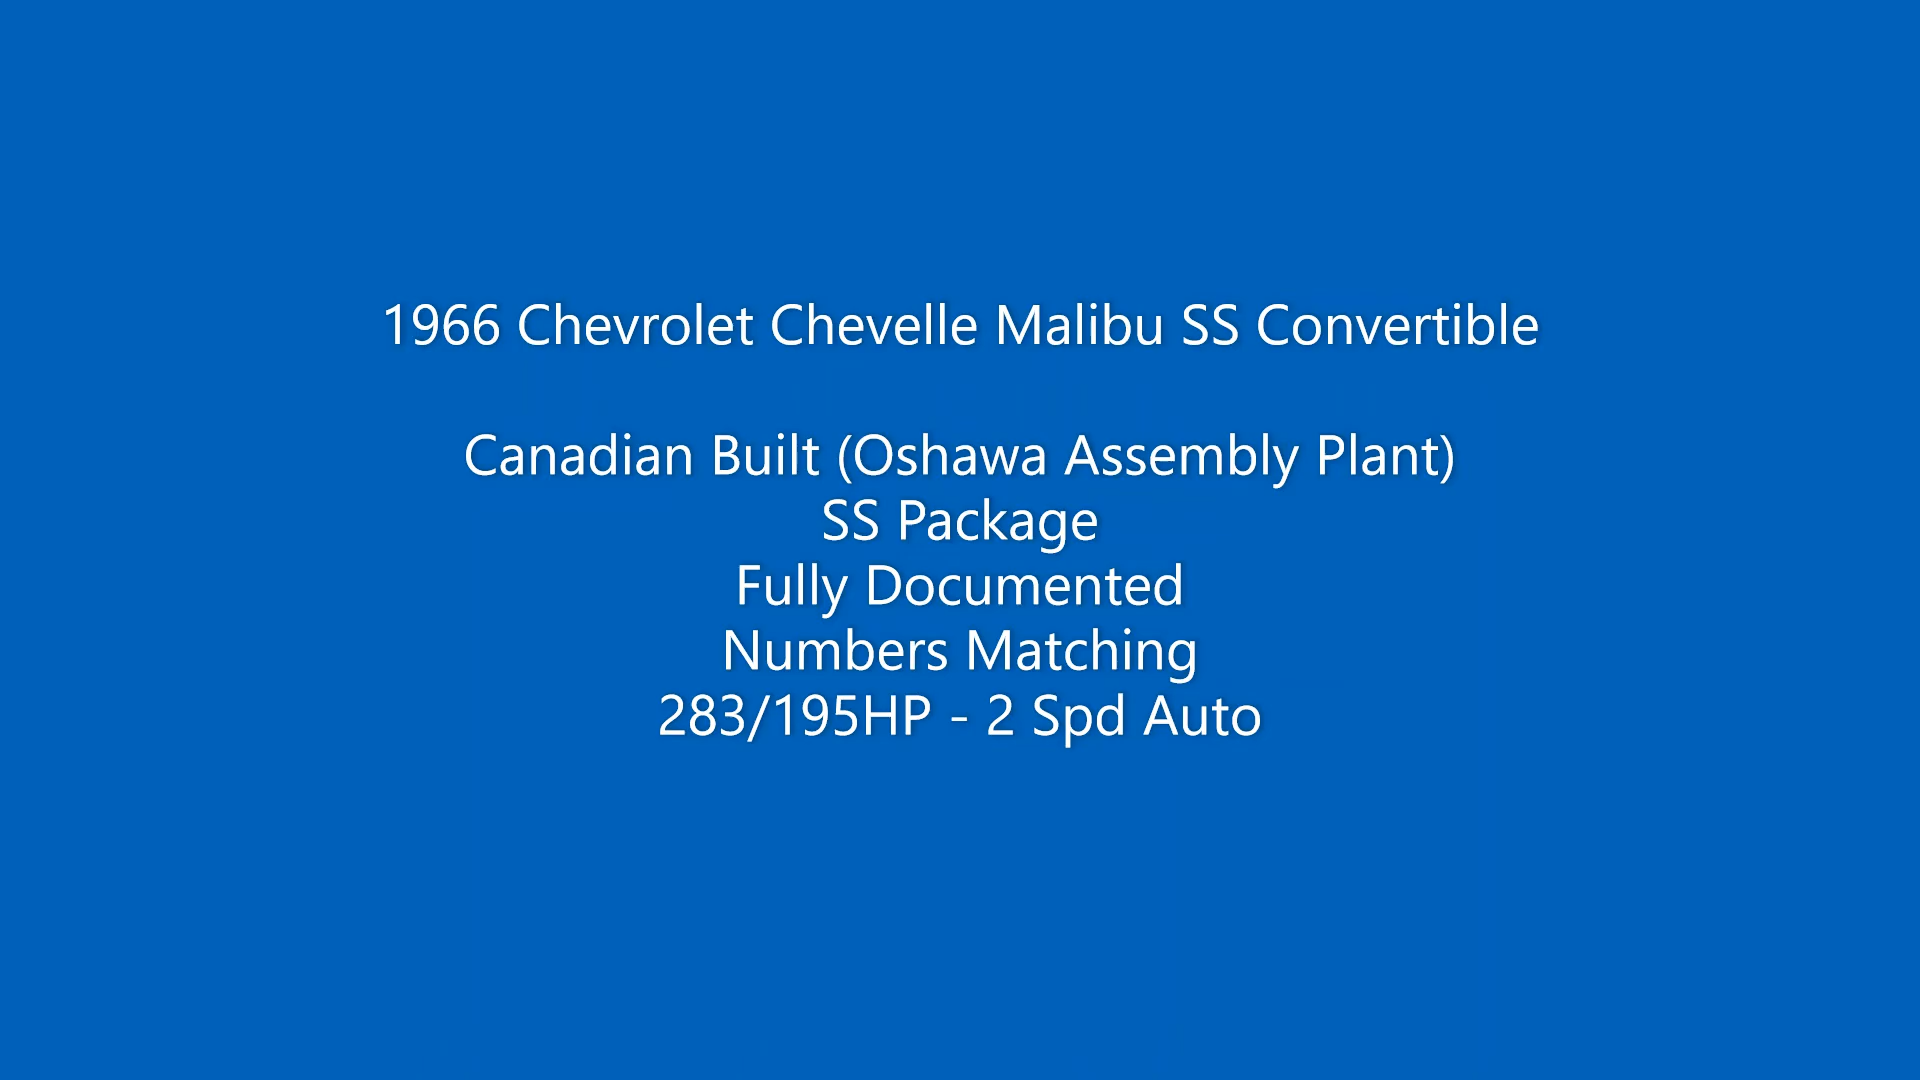 1966 Chevrolet Chevelle Malibu SS Convertible
Canadian Built (Oshawa Assembly Plant)
SS Package
Fully Documented
Numbers Matching
283/195HP - 2 Spd Auto